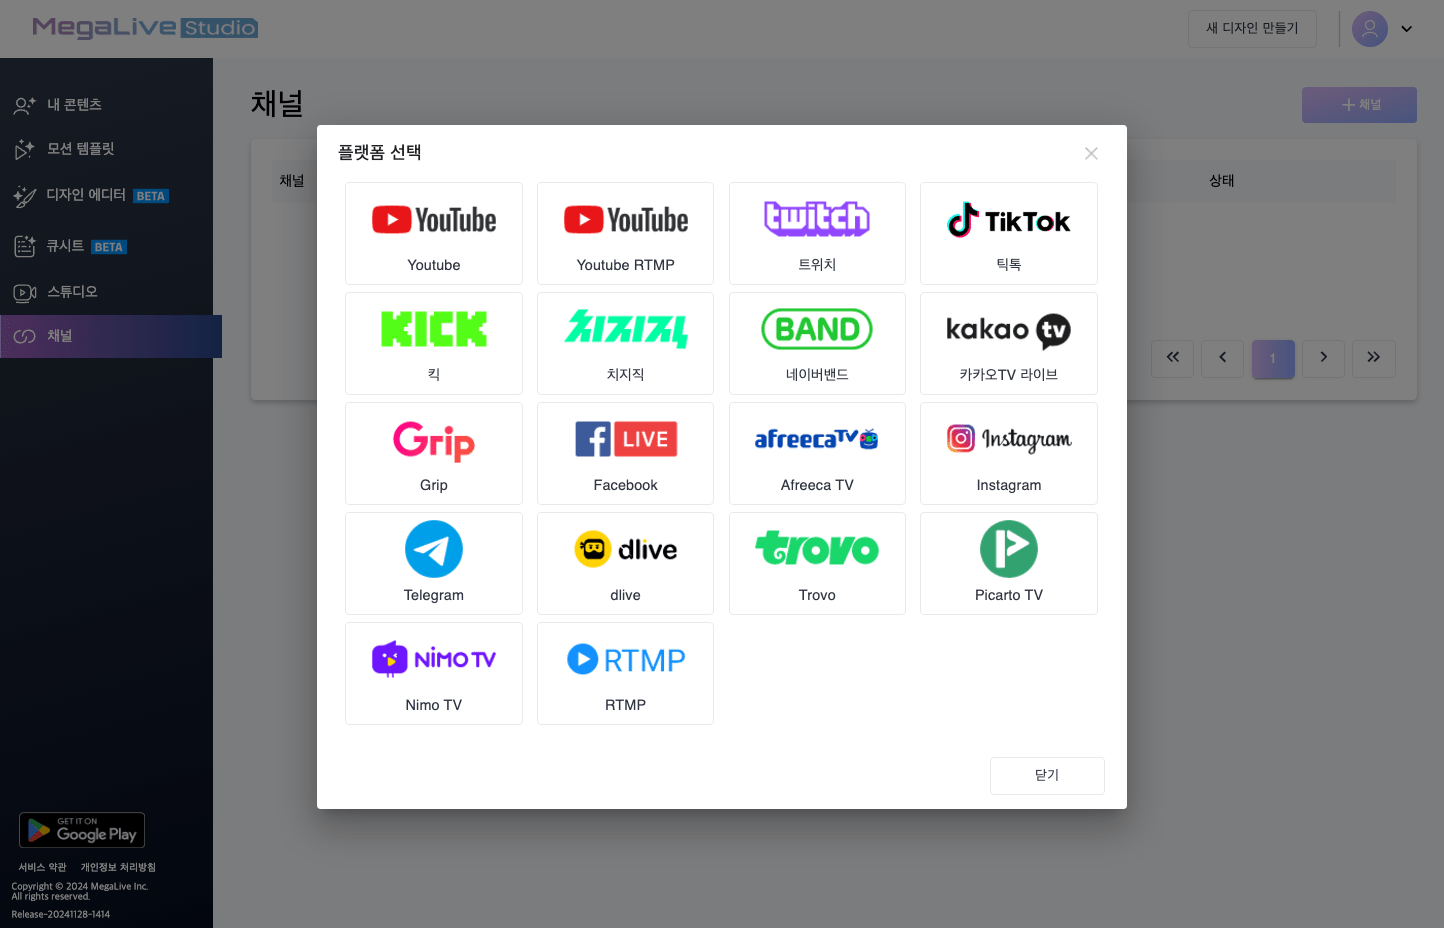 MegaLive Studio
새 디자인 만들기
내 콘텐츠
모션 템플릿
디자인 에디터 BETA
큐시트 BETA
스튜디오
채널
채널
채널
채널
상태
1
플랫폼 선택
YouTube
Youtube
YouTube
Youtube RTMP
twitch
트위치
TikTok
틱톡
KICK
킥
치지직
치지직
BAND
네이버밴드
kakao tv
카카오TV 라이브
Grip
Grip
f LIVE
Facebook
afreecaTV
Afreeca TV
Instagram
Instagram
Telegram
dlive
dlive
trovo
Trovo
Picarto TV
NIMO TV
Nimo TV
RTMP
RTMP
닫기
GET IT ON
Google Play
서비스 약관 개인정보 처리방침
Copyright © 2024 MegaLive Inc.
All rights reserved.
Release-20241128-1414